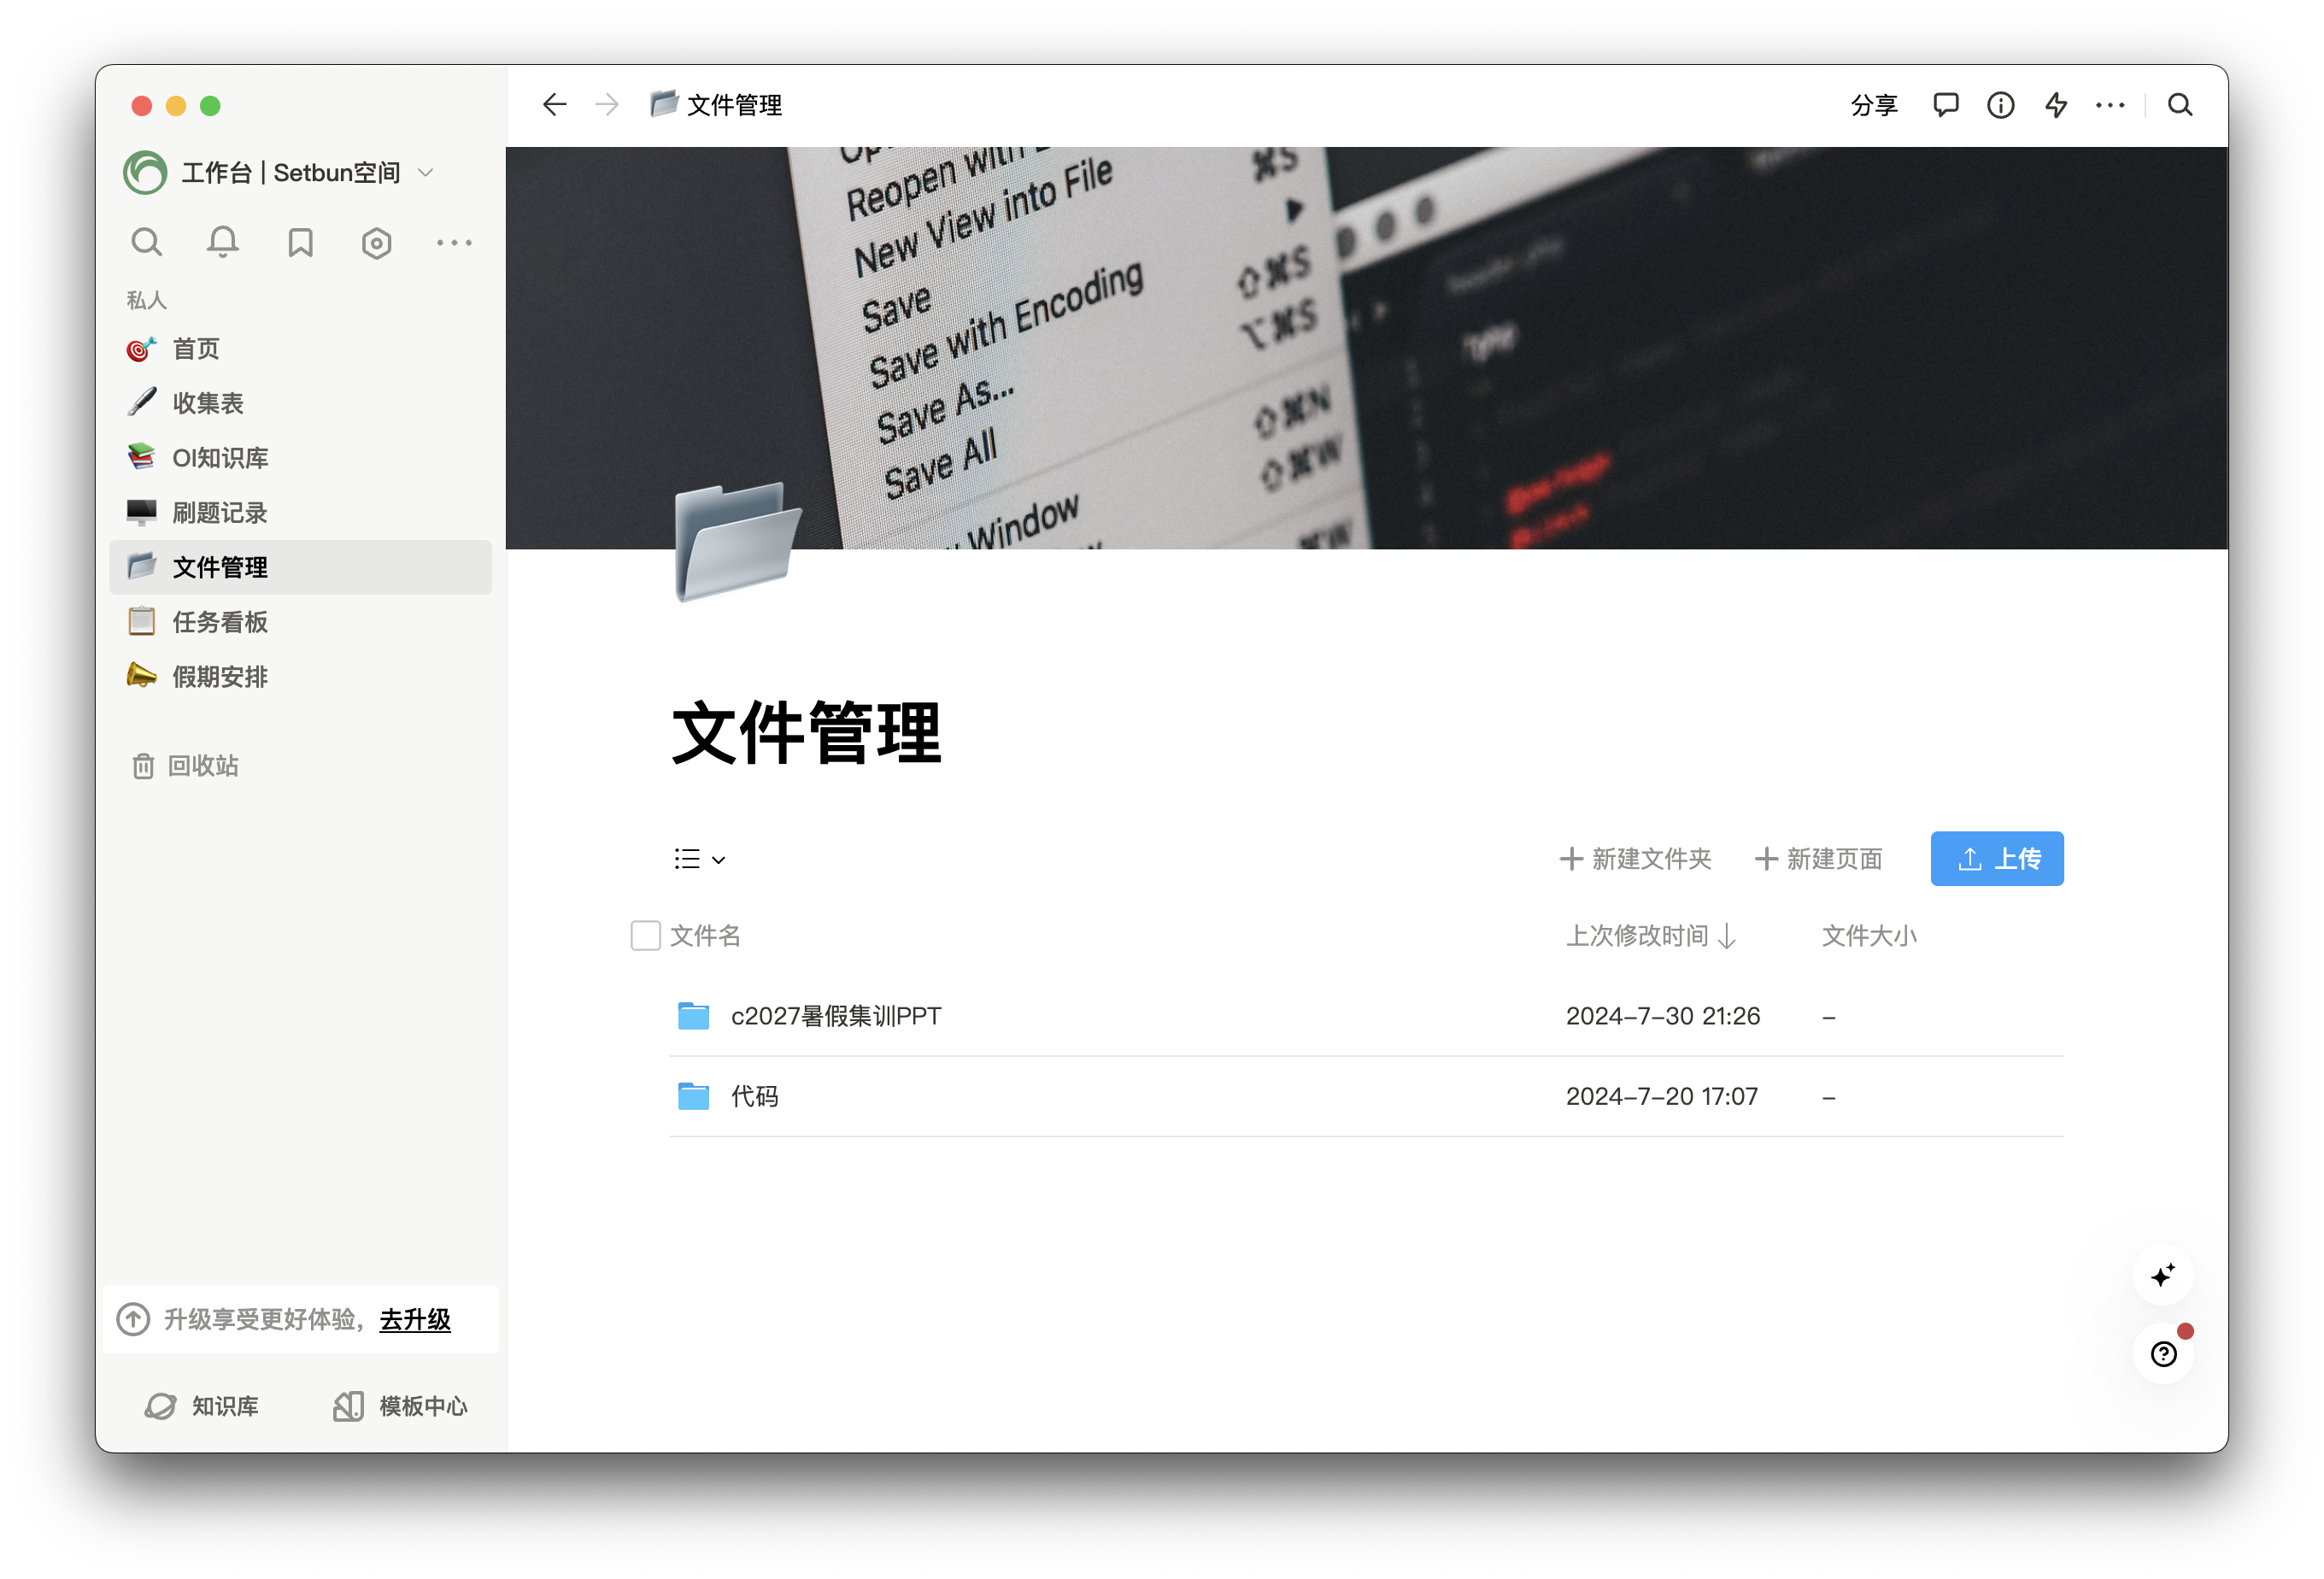 文件管理
分享
工作台 | Setbun空间
私人
首页
收集表
OI知识库
刷题记录
文件管理
任务看板
假期安排
回收站
升级享受更好体验，去升级
知识库
模板中心
Reopen with
New View into File
Save
⌘S
Save with Encoding
⇧⌘S
Save As...
⌥⌘S
Save All
⇧⌘N
Window
⇧⌘W
文件管理
新建文件夹
新建页面
上传
文件名
上次修改时间
文件大小
c2027暑假集训PPT
2024-7-30 21:26
–
代码
2024-7-20 17:07
–